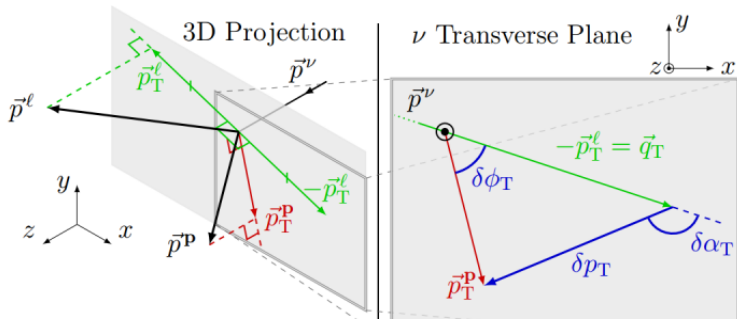 3D Projection
p⃗^ν
p⃗_T^ℓ
p⃗^ℓ
−p⃗_T^ℓ
y
z
x
p⃗^p
p⃗_T^p
ν Transverse Plane
y
z
x
p⃗^ν
−p⃗_T^ℓ = q⃗_T
δϕ_T
δp_T
δα_T
p⃗_T^p